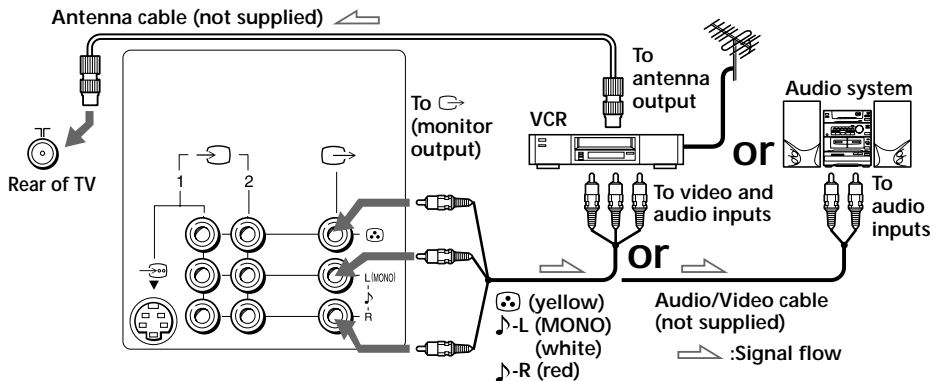 Antenna cable (not supplied)
To
antenna
output
To
(monitor
output)
VCR
Audio system
or
Rear of TV
1
2
To video and
audio inputs
To
audio
inputs
or
L(MONO)
R
(yellow)
-L (MONO)
(white)
-R (red)
Audio/Video cable
(not supplied)
:Signal flow